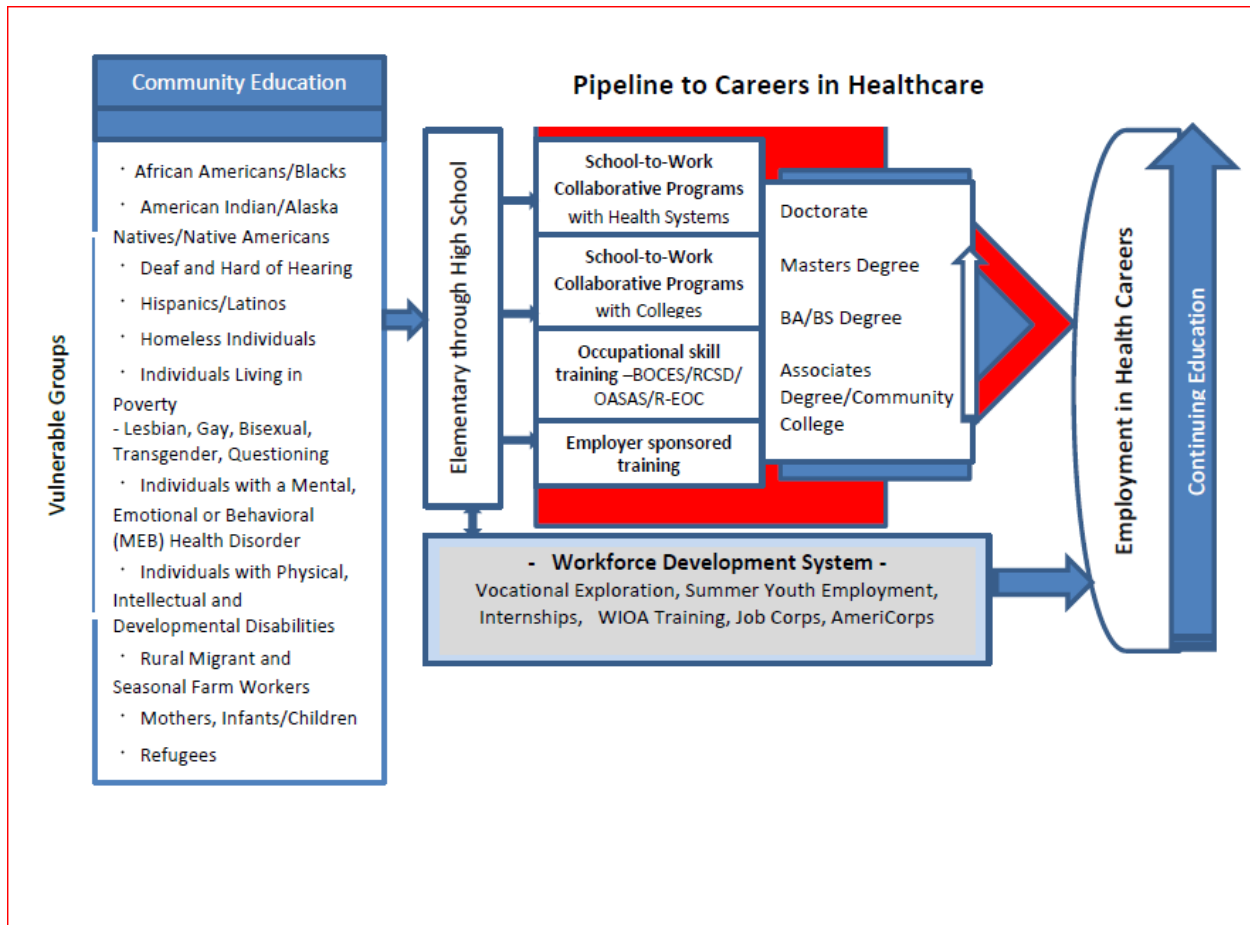 Community Education
Pipeline to Careers in Healthcare
Vulnerable Groups
· African Americans/Blacks
· American Indian/Alaska
Natives/Native Americans
· Deaf and Hard of Hearing
· Hispanics/Latinos
· Homeless Individuals
· Individuals Living in
Poverty
- Lesbian, Gay, Bisexual,
Transgender, Questioning
· Individuals with a Mental,
Emotional or Behavioral
(MEB) Health Disorder
· Individuals with Physical,
Intellectual and
Developmental Disabilities
· Rural Migrant and
Seasonal Farm Workers
· Mothers, Infants/Children
· Refugees
Elementary through High School
School-to-Work
Collaborative Programs
with Health Systems
School-to-Work
Collaborative Programs
with Colleges
Occupational skill
training –BOCES/RCSD/
OASAS/R-EOC
Employer sponsored
training
Doctorate
Masters Degree
BA/BS Degree
Associates
Degree/Community
College
- Workforce Development System -
Vocational Exploration, Summer Youth Employment,
Internships, WIOA Training, Job Corps, AmeriCorps
Employment in Health Careers
Continuing Education